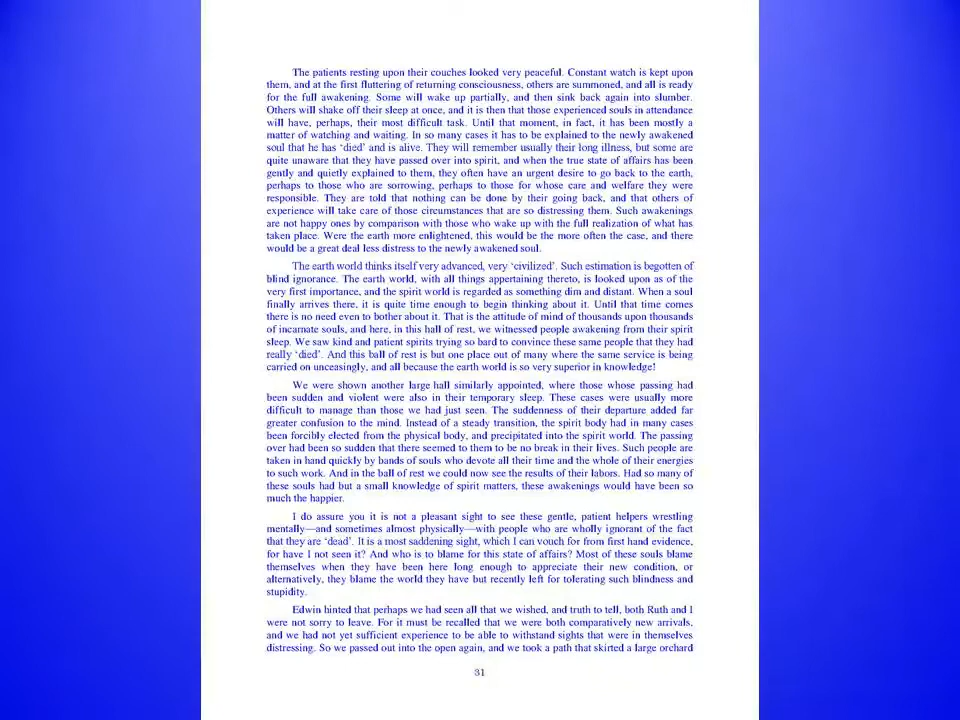 The patients resting upon their couches looked very peaceful. Constant watch is kept upon
them, and at the first fluttering of returning consciousness, others are summoned, and all is ready
for the full awakening. Some will wake up partially, and then sink back again into slumber.
Others will shake off their sleep at once, and it is then that those experienced souls in attendance
will have, perhaps, their most difficult task. Until that moment, in fact, it has been mostly a
matter of watching and waiting. In so many cases it has to be explained to the newly awakened
soul that he has ‘died’ and is alive. They will remember usually their long illness, but some are
quite unaware that they have passed over into spirit, and when the true state of affairs has been
gently and quietly explained to them, they often have an urgent desire to go back to the earth,
perhaps to those who are sorrowing, perhaps to those for whose care and welfare they were
responsible. They are told that nothing can be done by their going back, and that others of
experience will take care of those circumstances that are so distressing them. Such awakenings
are not happy ones by comparison with those who wake up with the full realization of what has
taken place. Were the earth more enlightened, this would be the more often the case, and there
would be a great deal less distress to the newly awakened soul.
The earth world thinks itself very advanced, very ‘civilized’. Such estimation is begotten of
blind ignorance. The earth world, with all things appertaining thereto, is looked upon as of the
very first importance, and the spirit world is regarded as something dim and distant. When a soul
finally arrives there, it is quite time enough to begin thinking about it. Until that time comes
there is no need even to bother about it. That is the attitude of mind of thousands upon thousands
of incarnate souls, and here, in this hall of rest, we witnessed people awakening from their spirit
sleep. We saw kind and patient spirits trying so bard to convince these same people that they had
really ‘died’. And this ball of rest is but one place out of many where the same service is being
carried on unceasingly, and all because the earth world is so very superior in knowledge!
We were shown another large hall similarly appointed, where those whose passing had
been sudden and violent were also in their temporary sleep. These cases were usually more
difficult to manage than those we had just seen. The suddenness of their departure added far
greater confusion to the mind. Instead of a steady transition, the spirit body had in many cases
been forcibly elected from the physical body, and precipitated into the spirit world. The passing
over had been so sudden that there seemed to them to be no break in their lives. Such people are
taken in hand quickly by bands of souls who devote all their time and the whole of their energies
to such work. And in the ball of rest we could now see the results of their labors. Had so many of
these souls had but a small knowledge of spirit matters, these awakenings would have been so
much the happier.
I do assure you it is not a pleasant sight to see these gentle, patient helpers wrestling
mentally—and sometimes almost physically—with people who are wholly ignorant of the fact
that they are ‘dead’. It is a most saddening sight, which I can vouch for from first hand evidence,
for have I not seen it? And who is to blame for this state of affairs? Most of these souls blame
themselves when they have been here long enough to appreciate their new condition, or
alternatively, they blame the world they have but recently left for tolerating such blindness and
stupidity.
Edwin hinted that perhaps we had seen all that we wished, and truth to tell, both Ruth and I
were not sorry to leave. For it must be recalled that we were both comparatively new arrivals,
and we had not yet sufficient experience to be able to withstand sights that were in themselves
distressing. So we passed out into the open again, and we took a path that skirted a large orchard
31